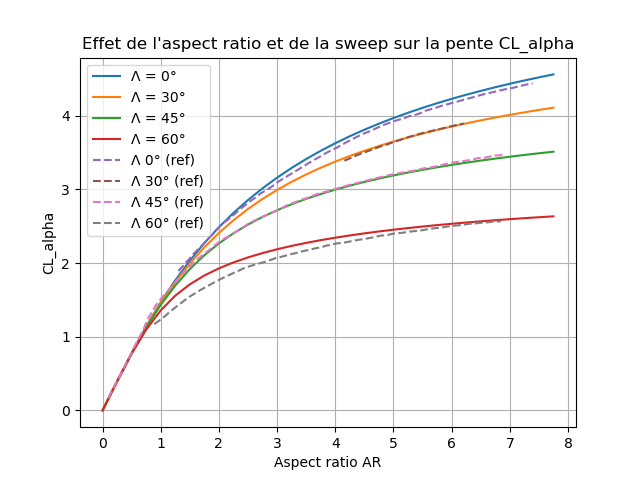 Effet de l'aspect ratio et de la sweep sur la pente CL_alpha
Λ = 0°
Λ = 30°
Λ = 45°
Λ = 60°
Λ 0° (ref)
Λ 30° (ref)
Λ 45° (ref)
Λ 60° (ref)
CL_alpha
4
3
2
1
0
0 1 2 3 4 5 6 7 8
Aspect ratio AR